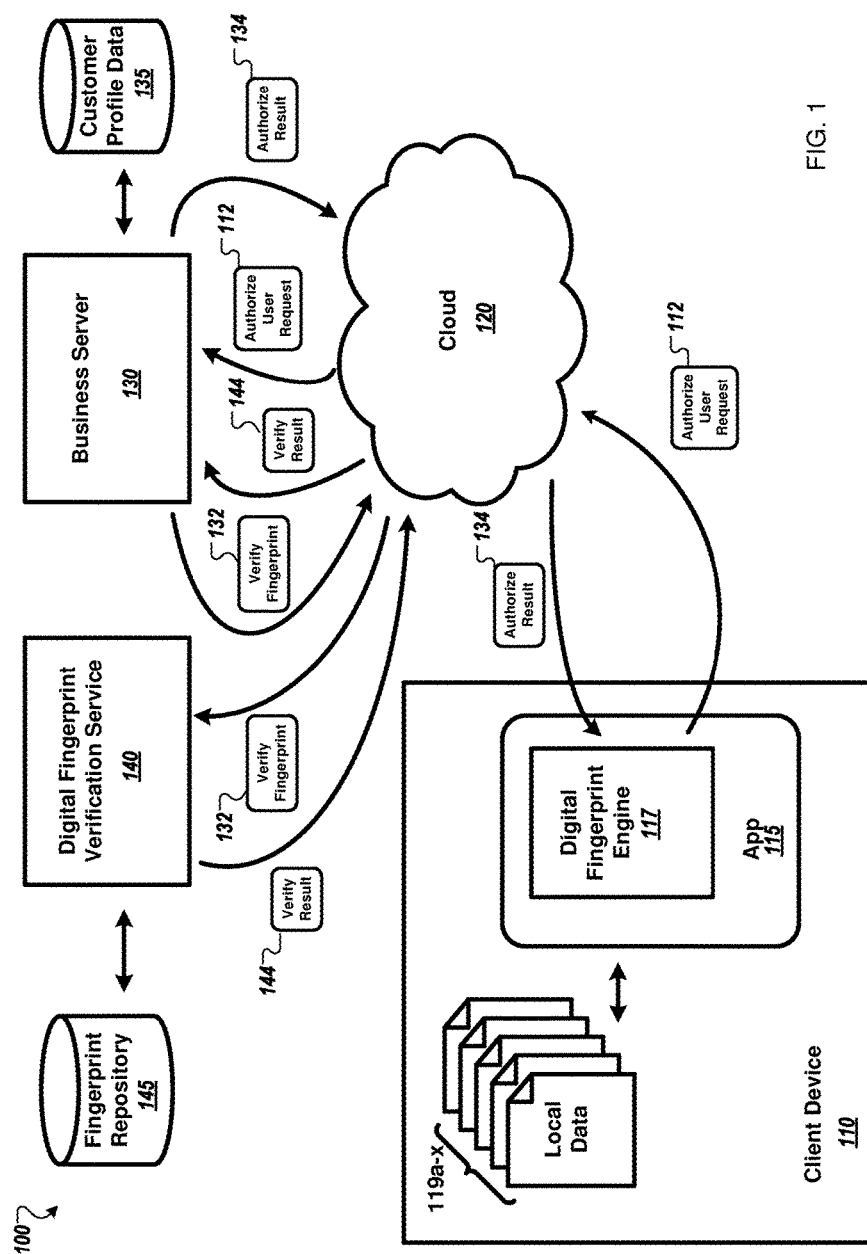 100
Fingerprint
Repository
145
Digital Fingerprint
Verification Service
140
Business Server
130
Customer
Profile Data
135
144
Verify
Result
132
Verify
Fingerprint
132
Verify
Fingerprint
144
Verify
Result
112
Authorize
User
Request
134
Authorize
Result
Cloud
120
134
Authorize
Result
112
Authorize
User
Request
119a-x
Local
Data
Digital
Fingerprint
Engine
117
App
115
Client Device
110
FIG. 1